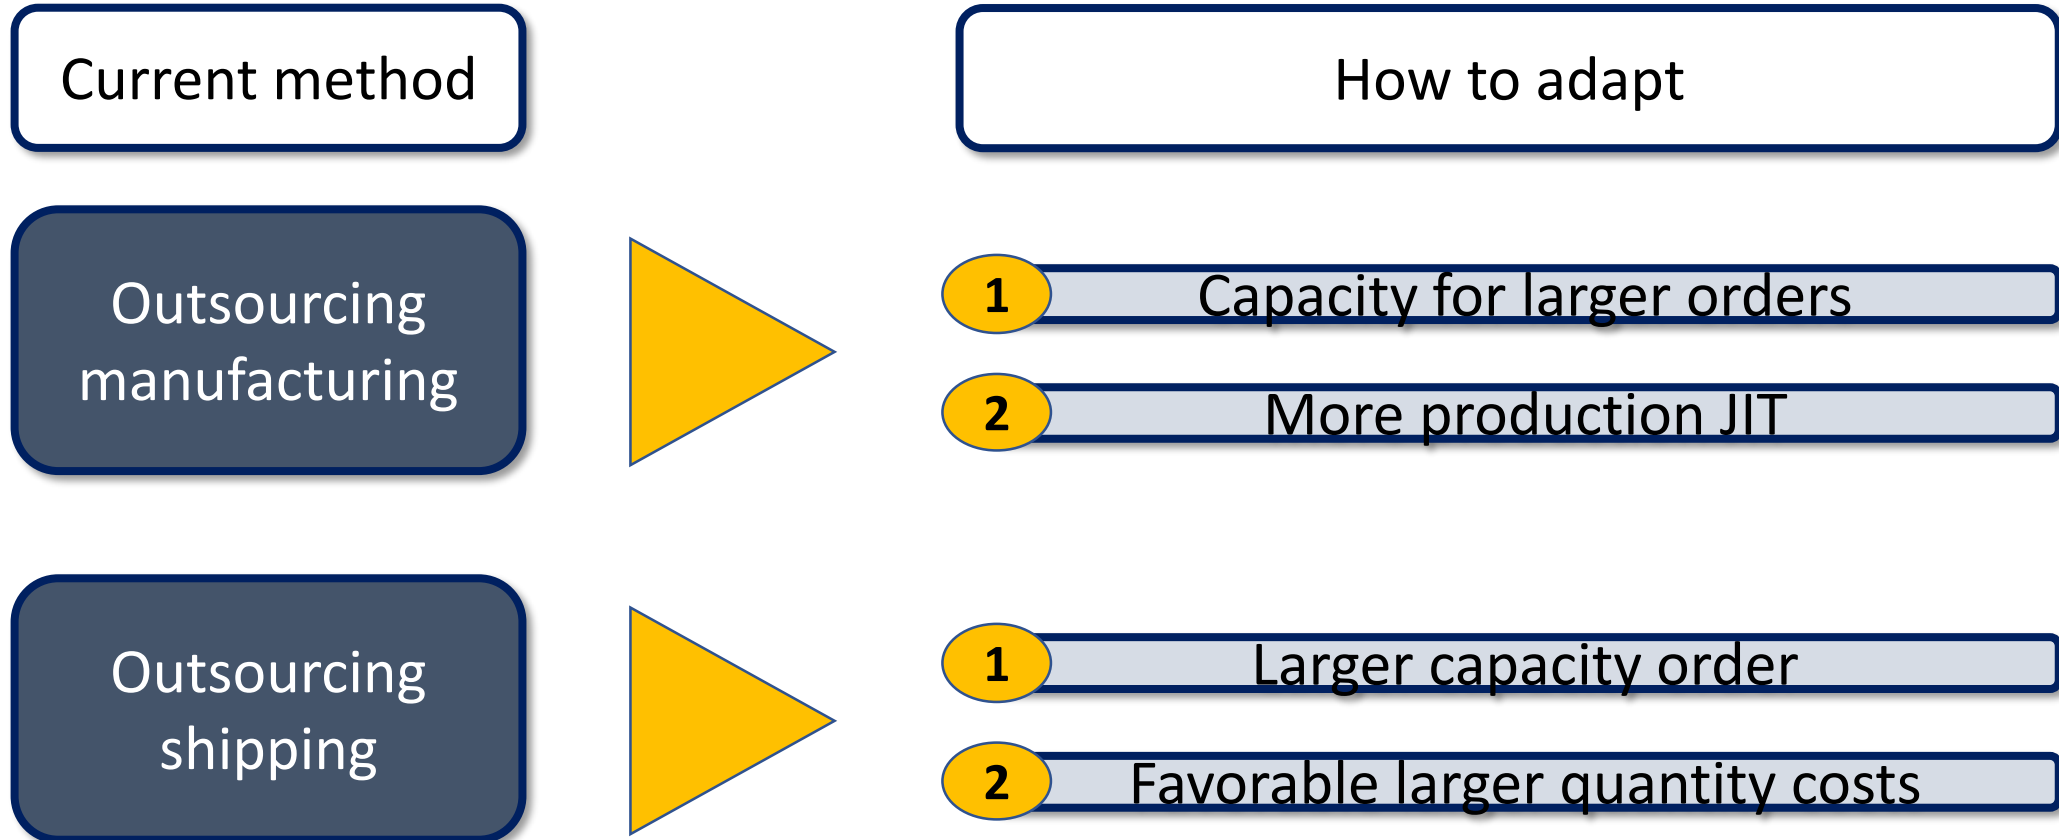 Current method
How to adapt
Outsourcing
manufacturing
1 Capacity for larger orders
2 More production JIT
Outsourcing
shipping
1 Larger capacity order
2 Favorable larger quantity costs